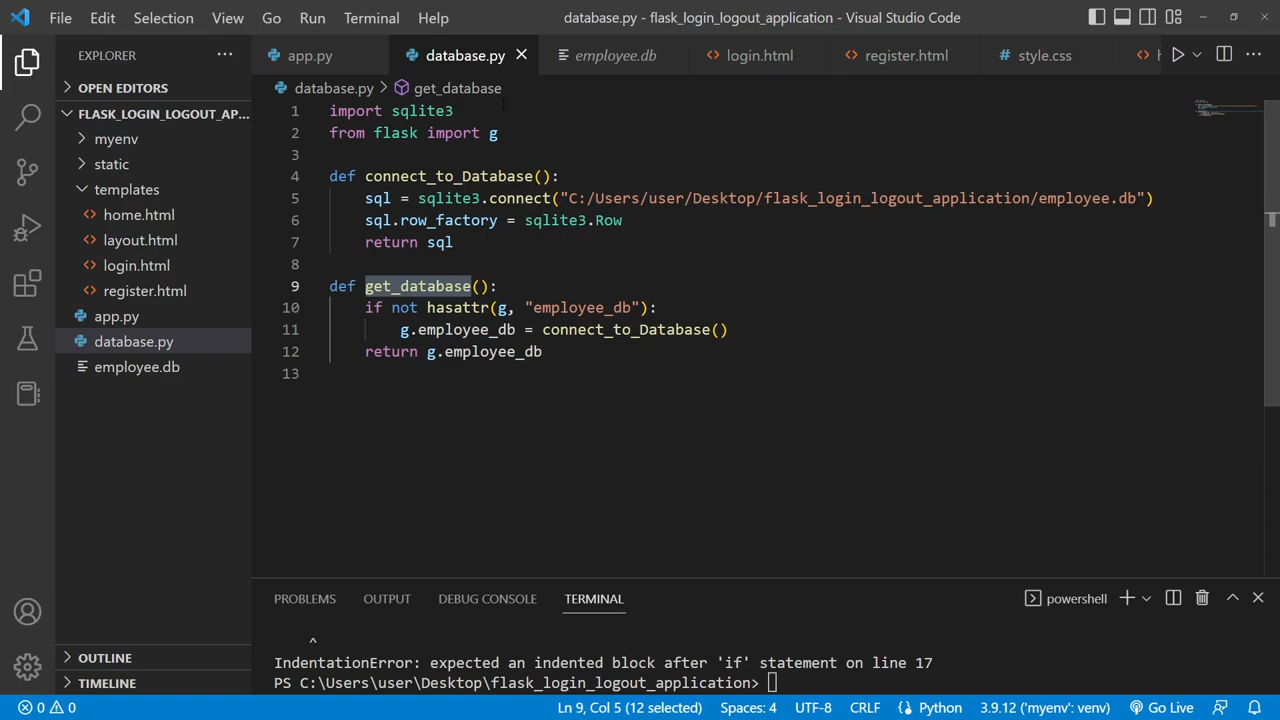 File Edit Selection View Go Run Terminal Help database.py - flask_login_logout_application - Visual Studio Code
EXPLORER ···
app.py database.py employee.db login.html register.html style.css
OPEN EDITORS
database.py > get_database
FLASK_LOGIN_LOGOUT_AP...
myenv
static
templates
home.html
layout.html
login.html
register.html
app.py
database.py
employee.db
OUTLINE
TIMELINE
1 import sqlite3
2 from flask import g
3
4 def connect_to_Database():
5 sql = sqlite3.connect("C:/Users/user/Desktop/flask_login_logout_application/employee.db")
6 sql.row_factory = sqlite3.Row
7 return sql
8
9 def get_database():
10 if not hasattr(g, "employee_db"):
11 g.employee_db = connect_to_Database()
12 return g.employee_db
13
PROBLEMS OUTPUT DEBUG CONSOLE TERMINAL powershell
^
IndentationError: expected an indented block after 'if' statement on line 17
PS C:\Users\user\Desktop\flask_login_logout_application>
0 0 Ln 9, Col 5 (12 selected) Spaces: 4 UTF-8 CRLF Python 3.9.12 ('myenv': venv) Go Live